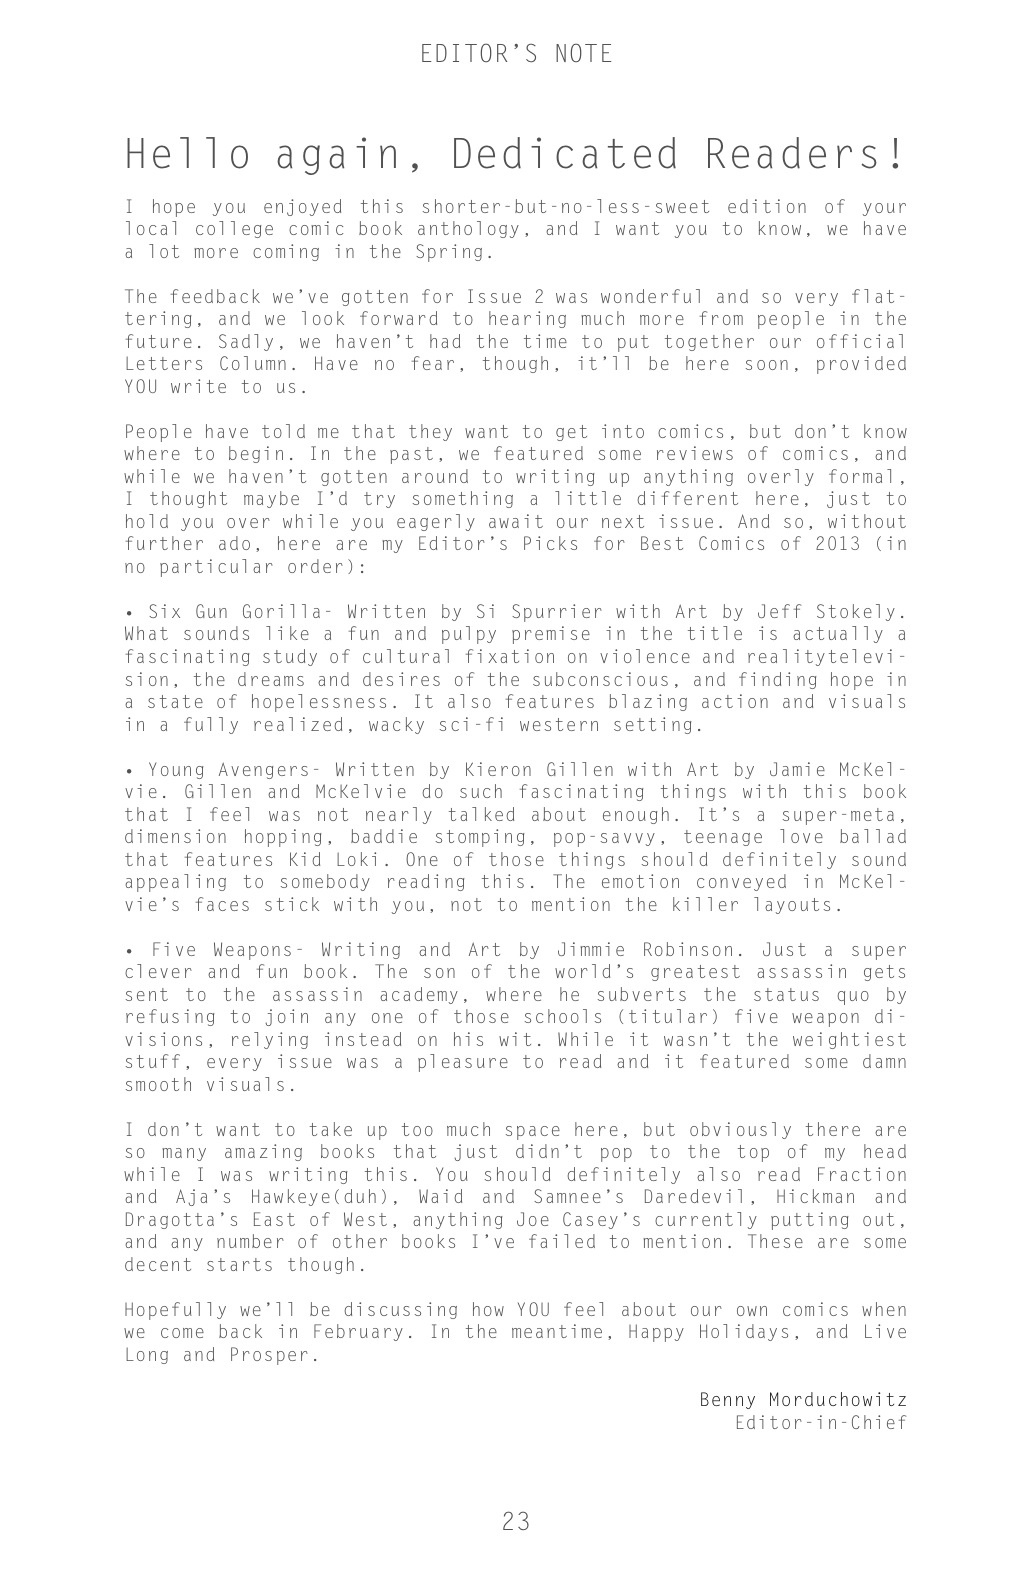 EDITOR’S NOTE
Hello again, Dedicated Readers!
I hope you enjoyed this shorter-but-no-less-sweet edition of your
local college comic book anthology, and I want you to know, we have
a lot more coming in the Spring.
The feedback we’ve gotten for Issue 2 was wonderful and so very flat-
tering, and we look forward to hearing much more from people in the
future. Sadly, we haven’t had the time to put together our official
Letters Column. Have no fear, though, it’ll be here soon, provided
YOU write to us.
People have told me that they want to get into comics, but don’t know
where to begin. In the past, we featured some reviews of comics, and
while we haven’t gotten around to writing up anything overly formal,
I thought maybe I’d try something a little different here, just to
hold you over while you eagerly await our next issue. And so, without
further ado, here are my Editor’s Picks for Best Comics of 2013 (in
no particular order):
• Six Gun Gorilla- Written by Si Spurrier with Art by Jeff Stokely.
What sounds like a fun and pulpy premise in the title is actually a
fascinating study of cultural fixation on violence and realitytelevi-
sion, the dreams and desires of the subconscious, and finding hope in
a state of hopelessness. It also features blazing action and visuals
in a fully realized, wacky sci-fi western setting.
• Young Avengers- Written by Kieron Gillen with Art by Jamie McKel-
vie. Gillen and McKelvie do such fascinating things with this book
that I feel was not nearly talked about enough. It’s a super-meta,
dimension hopping, baddie stomping, pop-savvy, teenage love ballad
that features Kid Loki. One of those things should definitely sound
appealing to somebody reading this. The emotion conveyed in McKel-
vie’s faces stick with you, not to mention the killer layouts.
• Five Weapons- Writing and Art by Jimmie Robinson. Just a super
clever and fun book. The son of the world’s greatest assassin gets
sent to the assassin academy, where he subverts the status quo by
refusing to join any one of those schools (titular) five weapon di-
visions, relying instead on his wit. While it wasn’t the weightiest
stuff, every issue was a pleasure to read and it featured some damn
smooth visuals.
I don’t want to take up too much space here, but obviously there are
so many amazing books that just didn’t pop to the top of my head
while I was writing this. You should definitely also read Fraction
and Aja’s Hawkeye(duh), Waid and Samnee’s Daredevil, Hickman and
Dragotta’s East of West, anything Joe Casey’s currently putting out,
and any number of other books I’ve failed to mention. These are some
decent starts though.
Hopefully we’ll be discussing how YOU feel about our own comics when
we come back in February. In the meantime, Happy Holidays, and Live
Long and Prosper.
Benny Morduchowitz
Editor-in-Chief
23